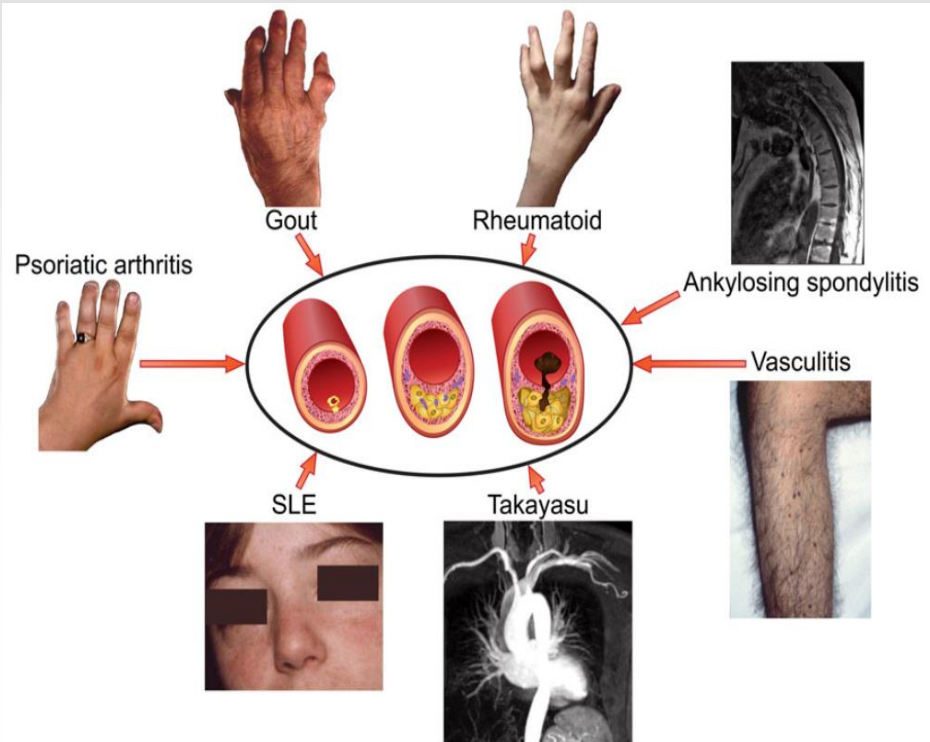 Gout
Rheumatoid
Psoriatic arthritis
Ankylosing spondylitis
Vasculitis
SLE
Takayasu